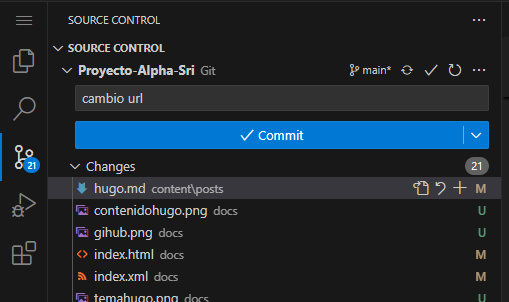 SOURCE CONTROL
SOURCE CONTROL
Proyecto-Alpha-Sri Git main*
cambio url
Commit
Changes 21
hugo.md content\posts M
21
contenidohugo.png docs U
gihub.png docs U
index.html docs M
index.xml docs M
temahugo.png docs U